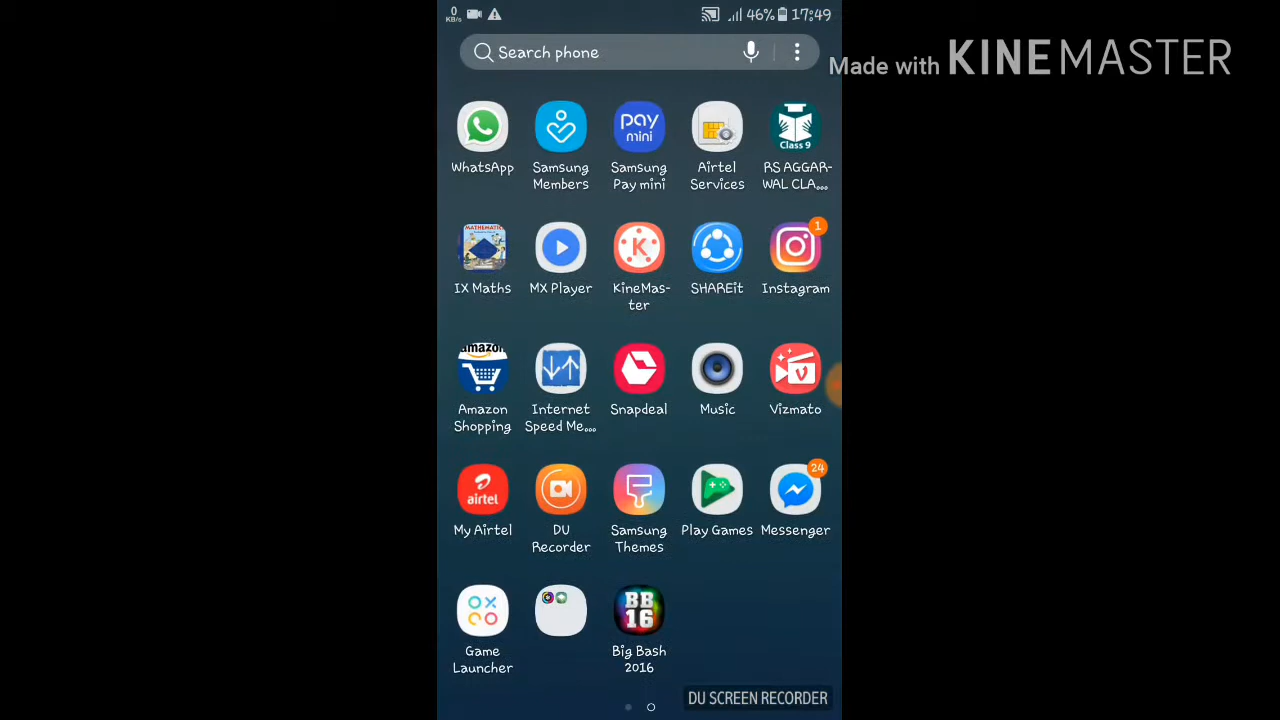 0
KB/s
46%
17:49
Search phone
Made with KINEMASTER
pay
mini
Class 9
WhatsApp
Samsung
Members
Samsung
Pay mini
Airtel
Services
RS AGGAR-
WAL CLA...
MATHEMATICS
1
IX Maths
MX Player
K
KineMas-
ter
SHAREit
Instagram
amazon
V
Amazon
Shopping
Internet
Speed Me...
Snapdeal
Music
Vizmato
airtel
24
My Airtel
DU
Recorder
Samsung
Themes
Play Games
Messenger
BB
16
Game
Launcher
Big Bash
2016
DU SCREEN RECORDER